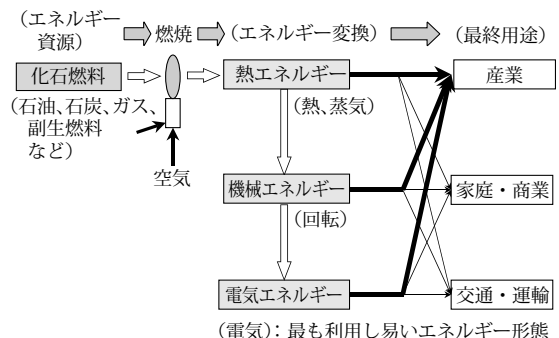 （エネルギー
資源）
燃焼
（エネルギー変換）
（最終用途）
化石燃料
熱エネルギー
産業
（石油、石炭、ガス、
副生燃料
など）
（熱、蒸気）
空気
機械エネルギー
家庭・商業
（回転）
電気エネルギー
交通・運輸
（電気）：最も利用し易いエネルギー形態